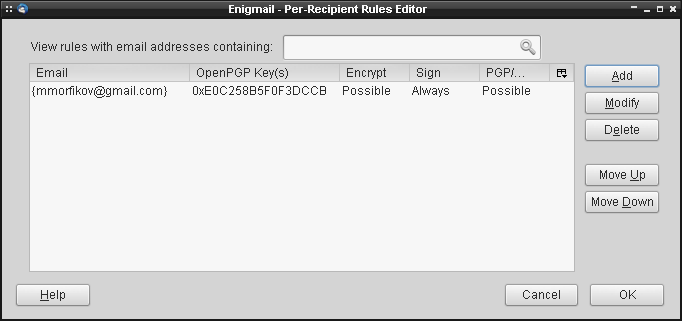 Enigmail - Per-Recipient Rules Editor
View rules with email addresses containing:
Email OpenPGP Key(s) Encrypt Sign PGP/...
{mmorfikov@gmail.com} 0xE0C258B5F0F3DCCB Possible Always Possible
Add
Modify
Delete
Move Up
Move Down
Help Cancel OK